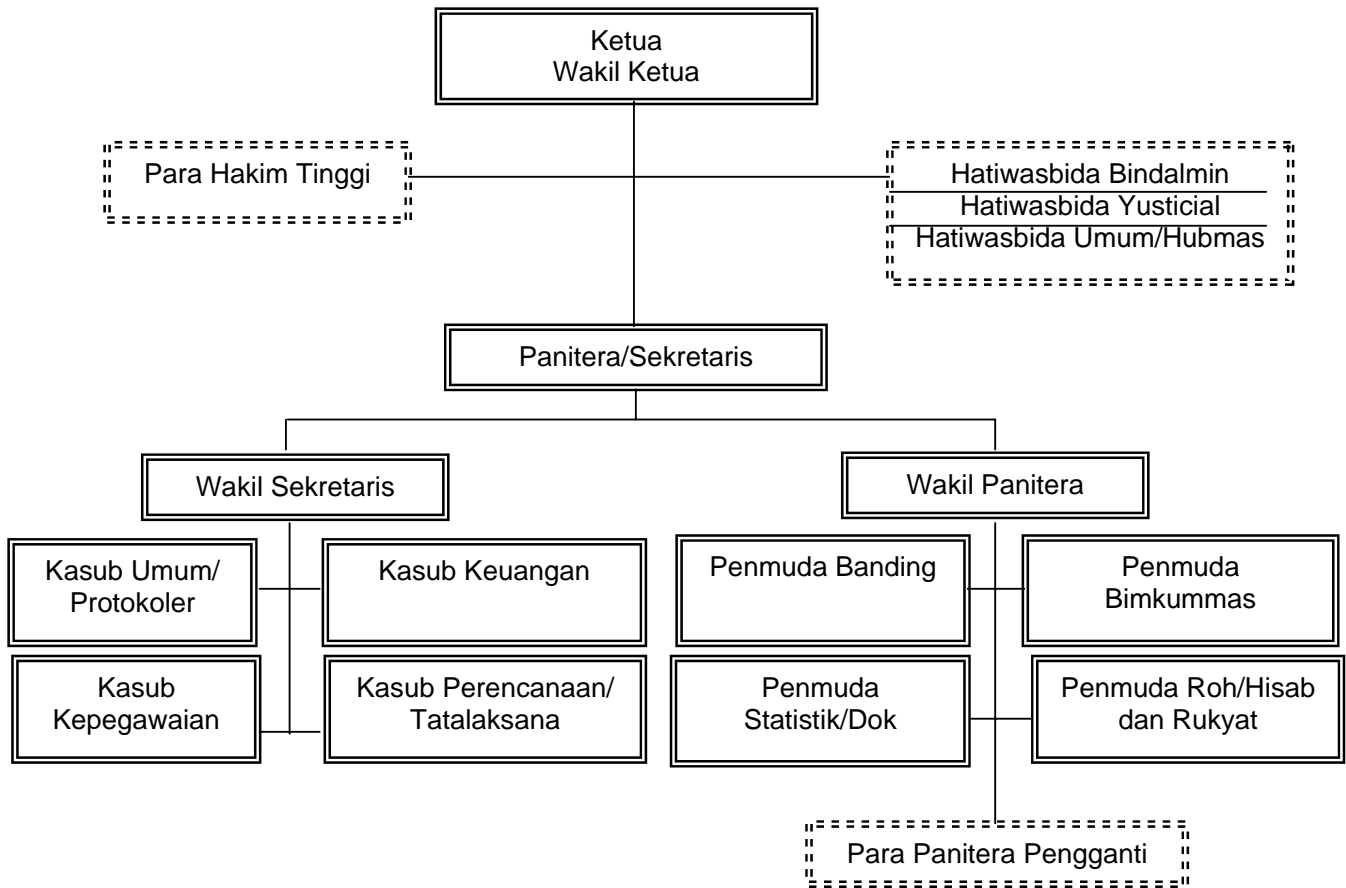 Ketua
Wakil Ketua
Para Hakim Tinggi
Hatiwasbida Bindalmin
Hatiwasbida Yusticial
Hatiwasbida Umum/Hubmas
Panitera/Sekretaris
Wakil Sekretaris
Wakil Panitera
Kasub Umum/
Protokoler
Kasub Keuangan
Penmuda Banding
Penmuda
Bimkummas
Kasub
Kepegawaian
Kasub Perencanaan/
Tatalaksana
Penmuda
Statistik/Dok
Penmuda Roh/Hisab
dan Rukyat
Para Panitera Pengganti